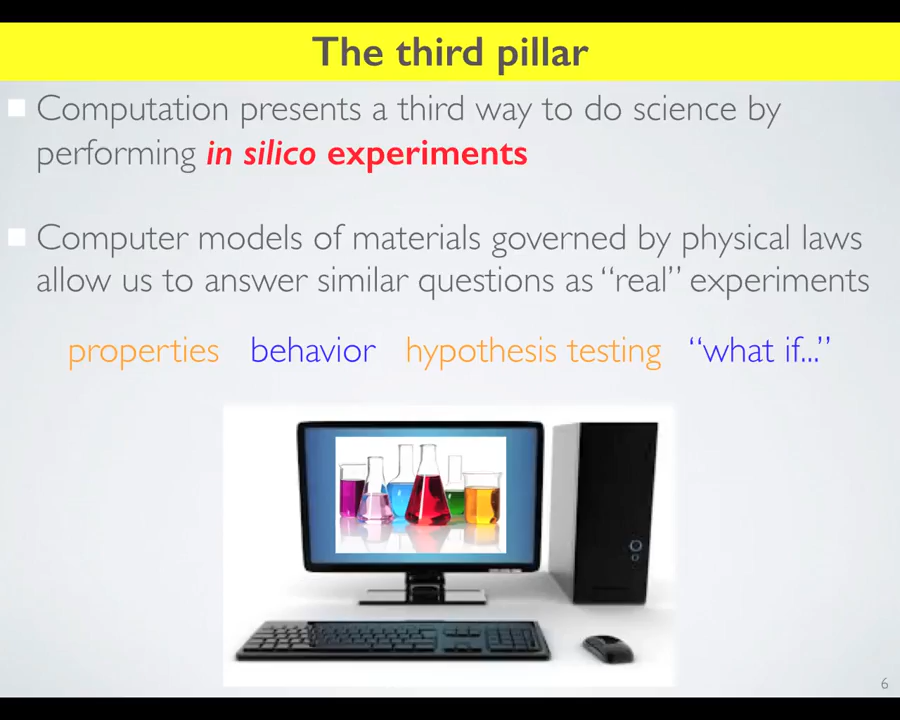 The third pillar
Computation presents a third way to do science by
performing in silico experiments
Computer models of materials governed by physical laws
allow us to answer similar questions as “real” experiments
properties behavior hypothesis testing “what if...”
6